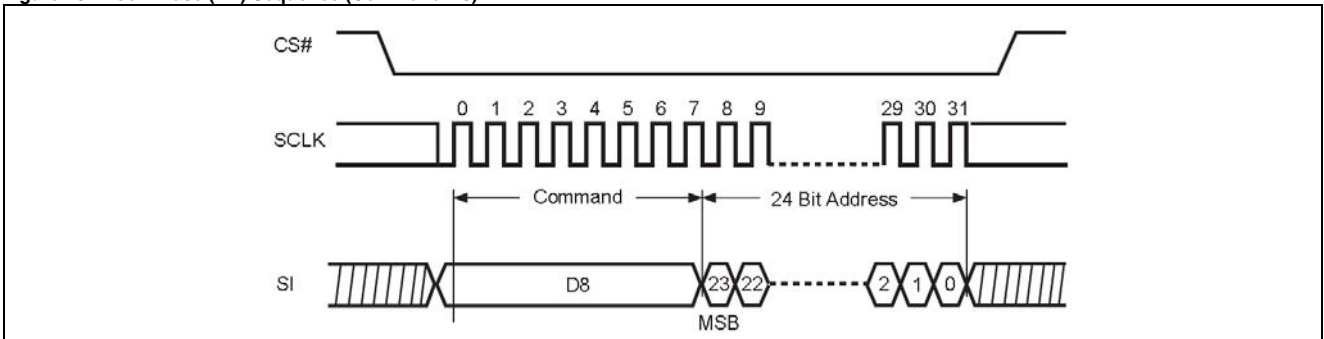 CS#
0 1 2 3 4 5 6 7 8 9 29 30 31
SCLK
Command 24 Bit Address
SI D8 23 22 2 1 0
MSB